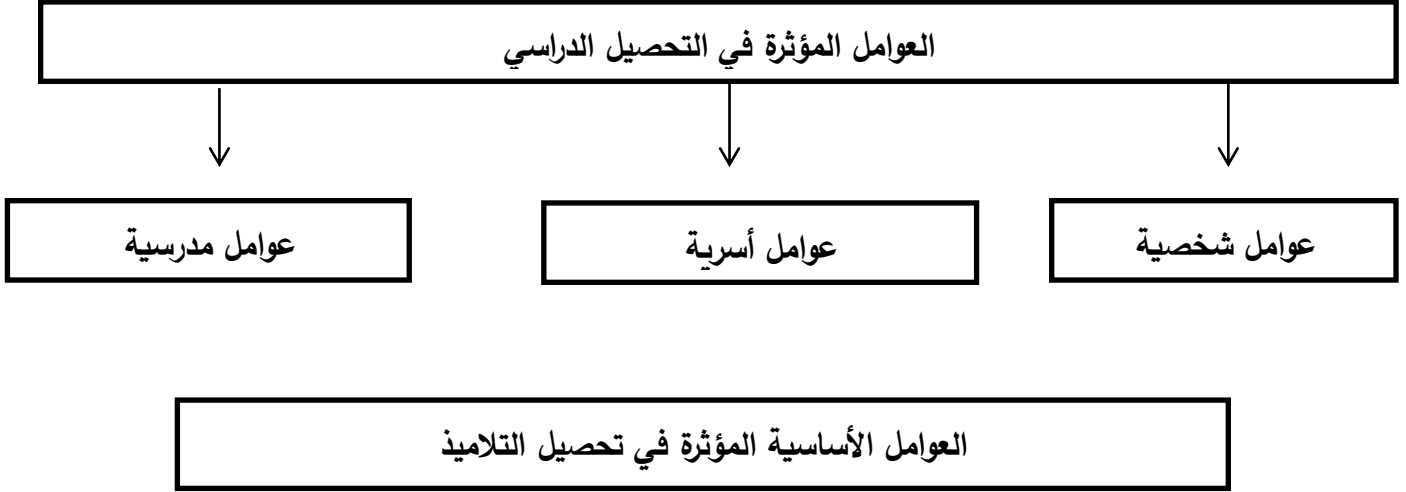 العوامل المؤثرة في التحصيل الدراسي
عوامل شخصية
عوامل أسرية
عوامل مدرسية
العوامل الأساسية المؤثرة في تحصيل التلاميذ